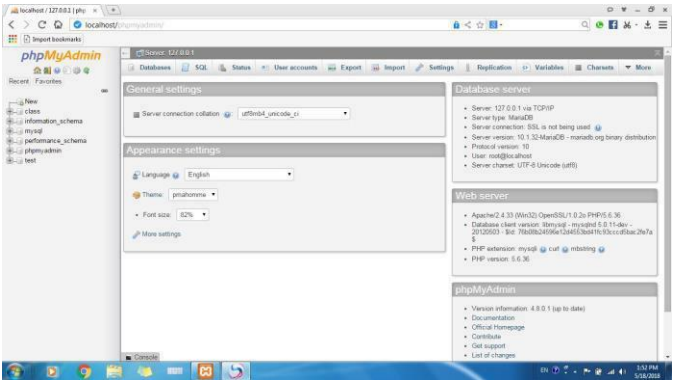 localhost / 127.0.0.1 | php
localhost/phpmyadmin/
Import bookmarks
phpMyAdmin
Recent Favorites
New
class
information_schema
mysql
performance_schema
phpmyadmin
test
Server: 127.0.0.1
Databases SQL Status User accounts Export Import Settings Replication Variables Charsets More
General settings
Server connection collation utf8mb4_unicode_ci
Appearance settings
Language English
Theme: pmahomme
Font size: 82%
More settings
Database server
Server: 127.0.0.1 via TCP/IP
Server type: MariaDB
Server connection: SSL is not being used
Server version: 10.1.32-MariaDB - mariadb.org binary distribution
Protocol version: 10
User: root@localhost
Server charset: UTF-8 Unicode (utf8)
Web server
Apache/2.4.33 (Win32) OpenSSL/1.0.2o PHP/5.6.36
Database client version: libmysql - mysqlnd 5.0.11-dev -
20120503 - $Id:
$
PHP extension: mysqli curl mbstring
PHP version: 5.6.36
phpMyAdmin
Version information: 4.8.0.1 (up to date)
Documentation
Official Homepage
Contribute
Get support
List of changes
Console
EN
1:52 PM
5/18/2018